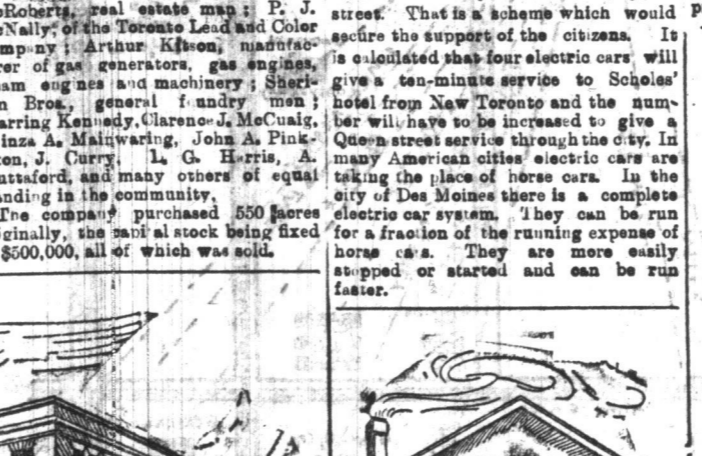 Roberts, real estate man ; P. J.
Nally, of the Toronto Lead and Color
mpany ; Arthur Kitson, manufac-
rer of gas generators, gas engines,
am engines and machinery ; Sheri-
n Bros., general foundry men ;
arring Kennedy, Clarence J. McCuaig,
inza A. Mainwaring, John A. Pink-
on, J. Curry, L. G. Harris, A.
uttaford, and many others of equal
nding in the community.
The company purchased 550 acres
iginally, the capital stock being fixed
$500,000, all of which was sold.
street. That is a scheme which would
secure the support of the citizens. It
is calculated that four electric cars will
give a ten-minute service to Scholes'
hotel from New Toronto and the num-
ber will have to be increased to give a
Queen street service through the city. In
many American cities electric cars are
taking the place of horse cars. In the
city of Des Moines there is a complete
electric car system. They can be run
for a fraction of the running expense of
horse cars. They are more easily
stopped or started and can be run
faster.